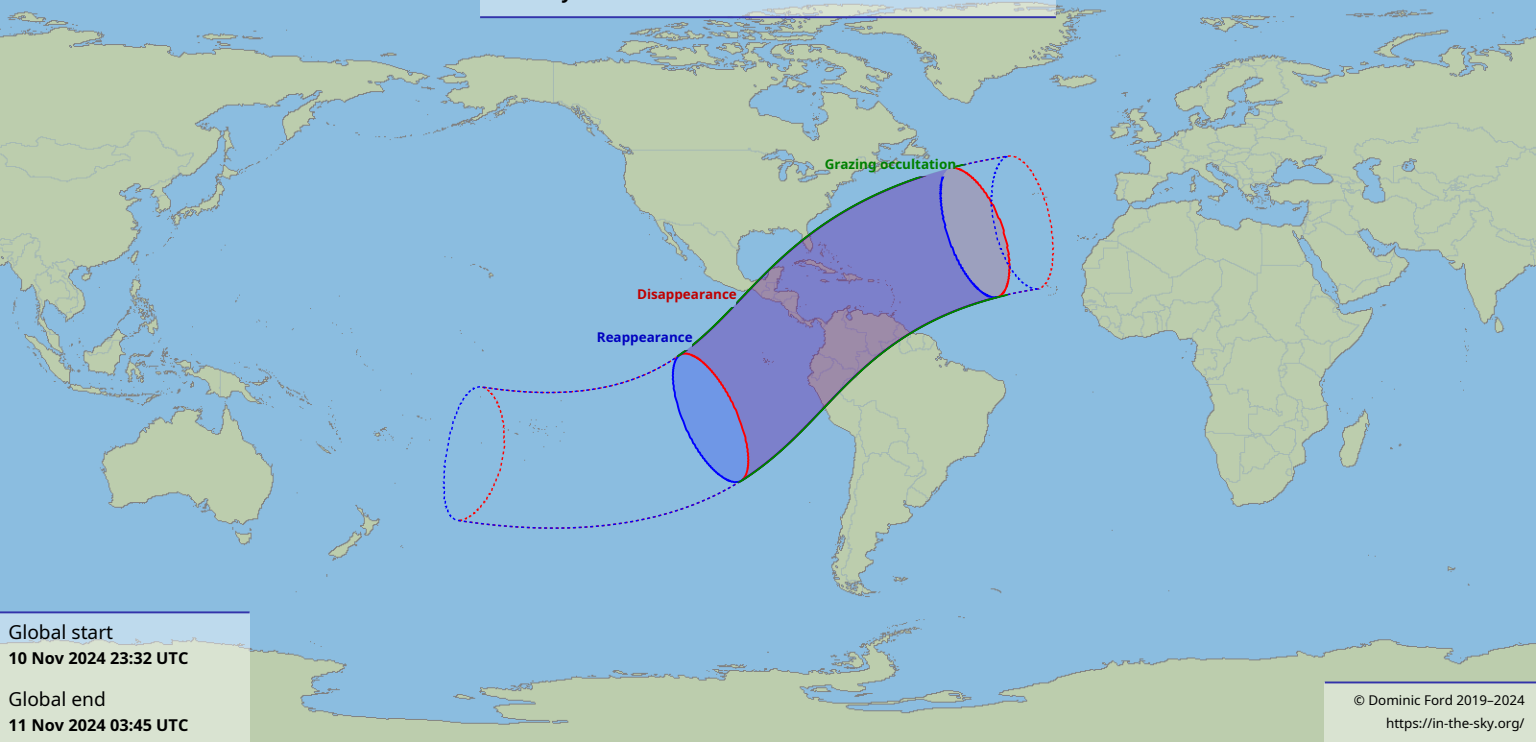 Grazing occultation
Disappearance
Reappearance
Global start
10 Nov 2024 23:32 UTC
Global end
11 Nov 2024 03:45 UTC
© Dominic Ford 2019–2024
https://in-the-sky.org/